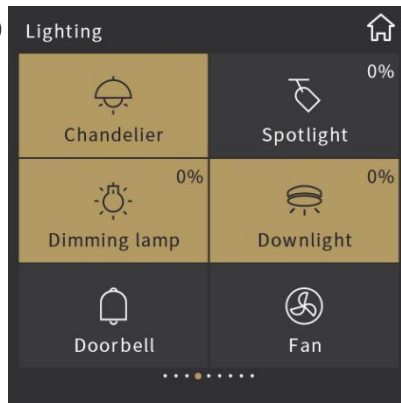 Lighting
0%
Chandelier
Spotlight
0%
0%
Dimming lamp
Downlight
Doorbell
Fan